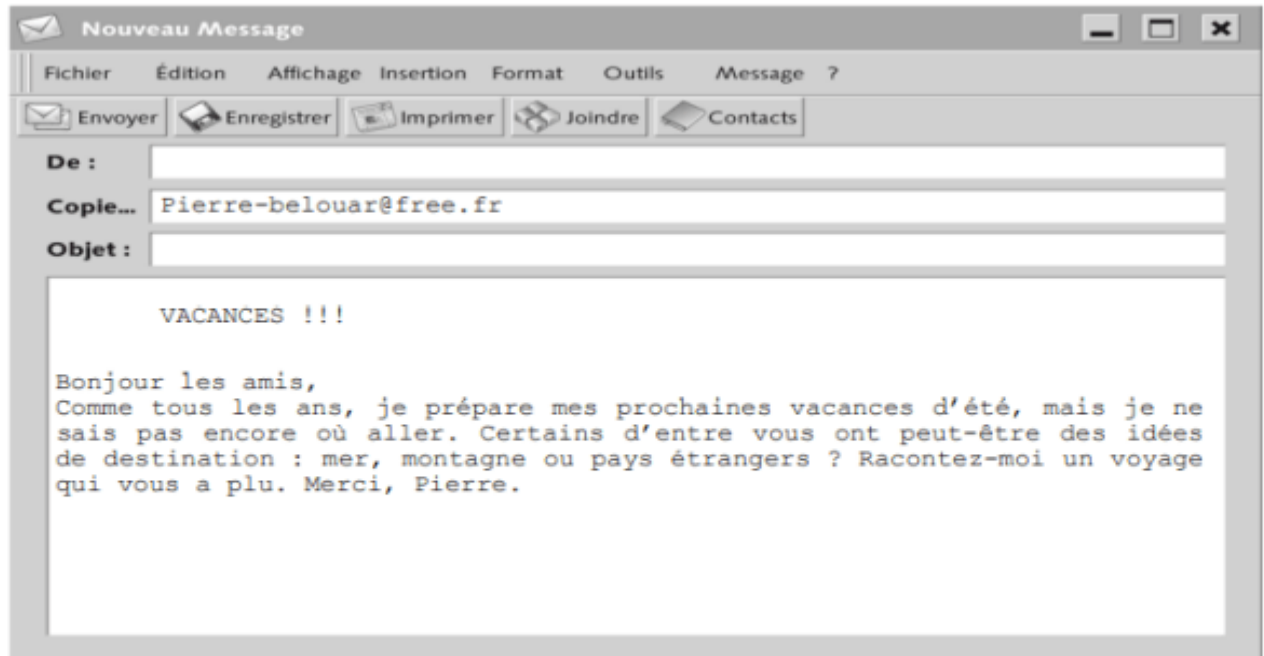 Nouveau Message
Fichier Édition Affichage Insertion Format Outils Message ?
Envoyer Enregistrer Imprimer Joindre Contacts
De :
Copie... Pierre-belouar@free.fr
Objet :
VACANCES !!!
Bonjour les amis,
Comme tous les ans, je prépare mes prochaines vacances d'été, mais je ne
sais pas encore où aller. Certains d'entre vous ont peut-être des idées
de destination : mer, montagne ou pays étrangers ? Racontez-moi un voyage
qui vous a plu. Merci, Pierre.